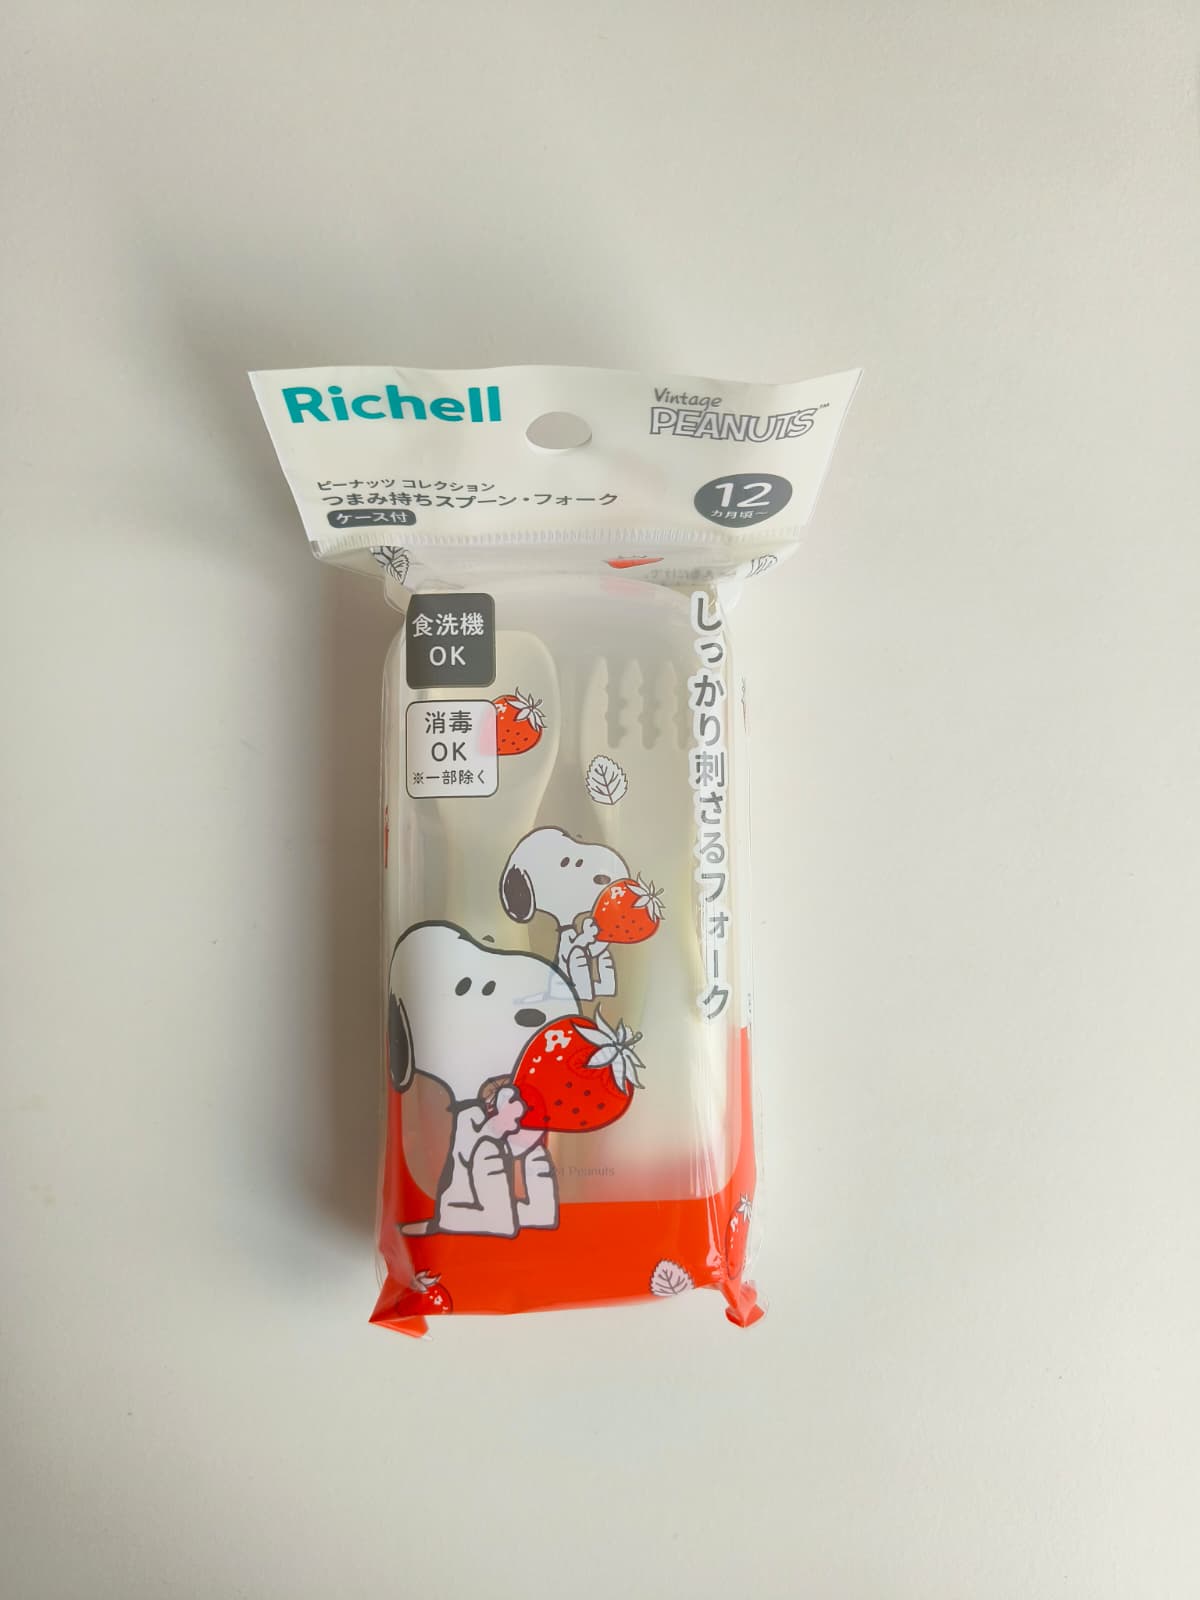 Richell
Vintage
PEANUTS™
ピーナッツ コレクション
つまみ持ちスプーン・フォーク
ケース付
12
カ月頃~
食洗機
OK
消毒
OK
※一部除く
しっかり刺さるフォーク
Peanuts